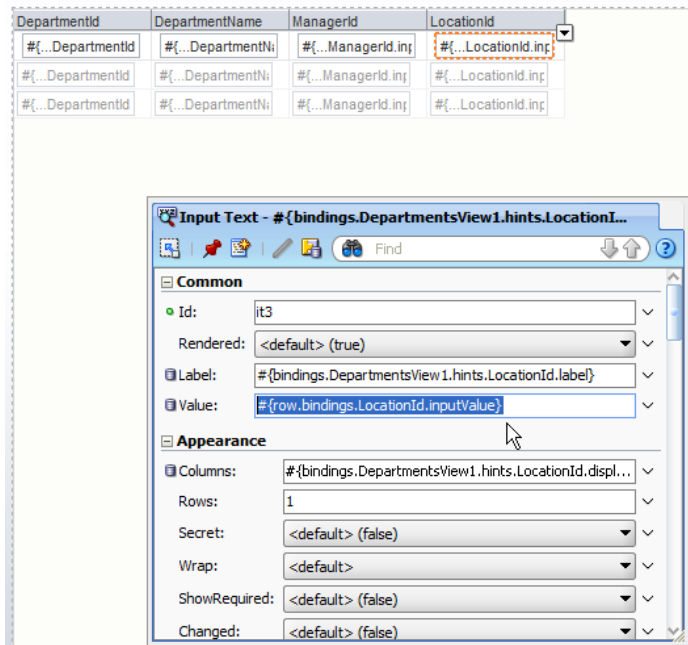 DepartmentId DepartmentName ManagerId LocationId
#{...DepartmentId #{...DepartmentNa #{...ManagerId.inp #{...LocationId.inp
#{...DepartmentId #{...DepartmentNa #{...ManagerId.inp #{...LocationId.inp
#{...DepartmentId #{...DepartmentNa #{...ManagerId.inp #{...LocationId.inp
Input Text - #{bindings.DepartmentsView1.hints.LocationI...
Find
Common
Id: it3
Rendered: <default> (true)
Label: #{bindings.DepartmentsView1.hints.LocationId.label}
Value: #{row.bindings.LocationId.inputValue}
Appearance
Columns: #{bindings.DepartmentsView1.hints.LocationId.displ...
Rows: 1
Secret: <default> (false)
Wrap: <default>
ShowRequired: <default> (false)
Changed: <default> (false)